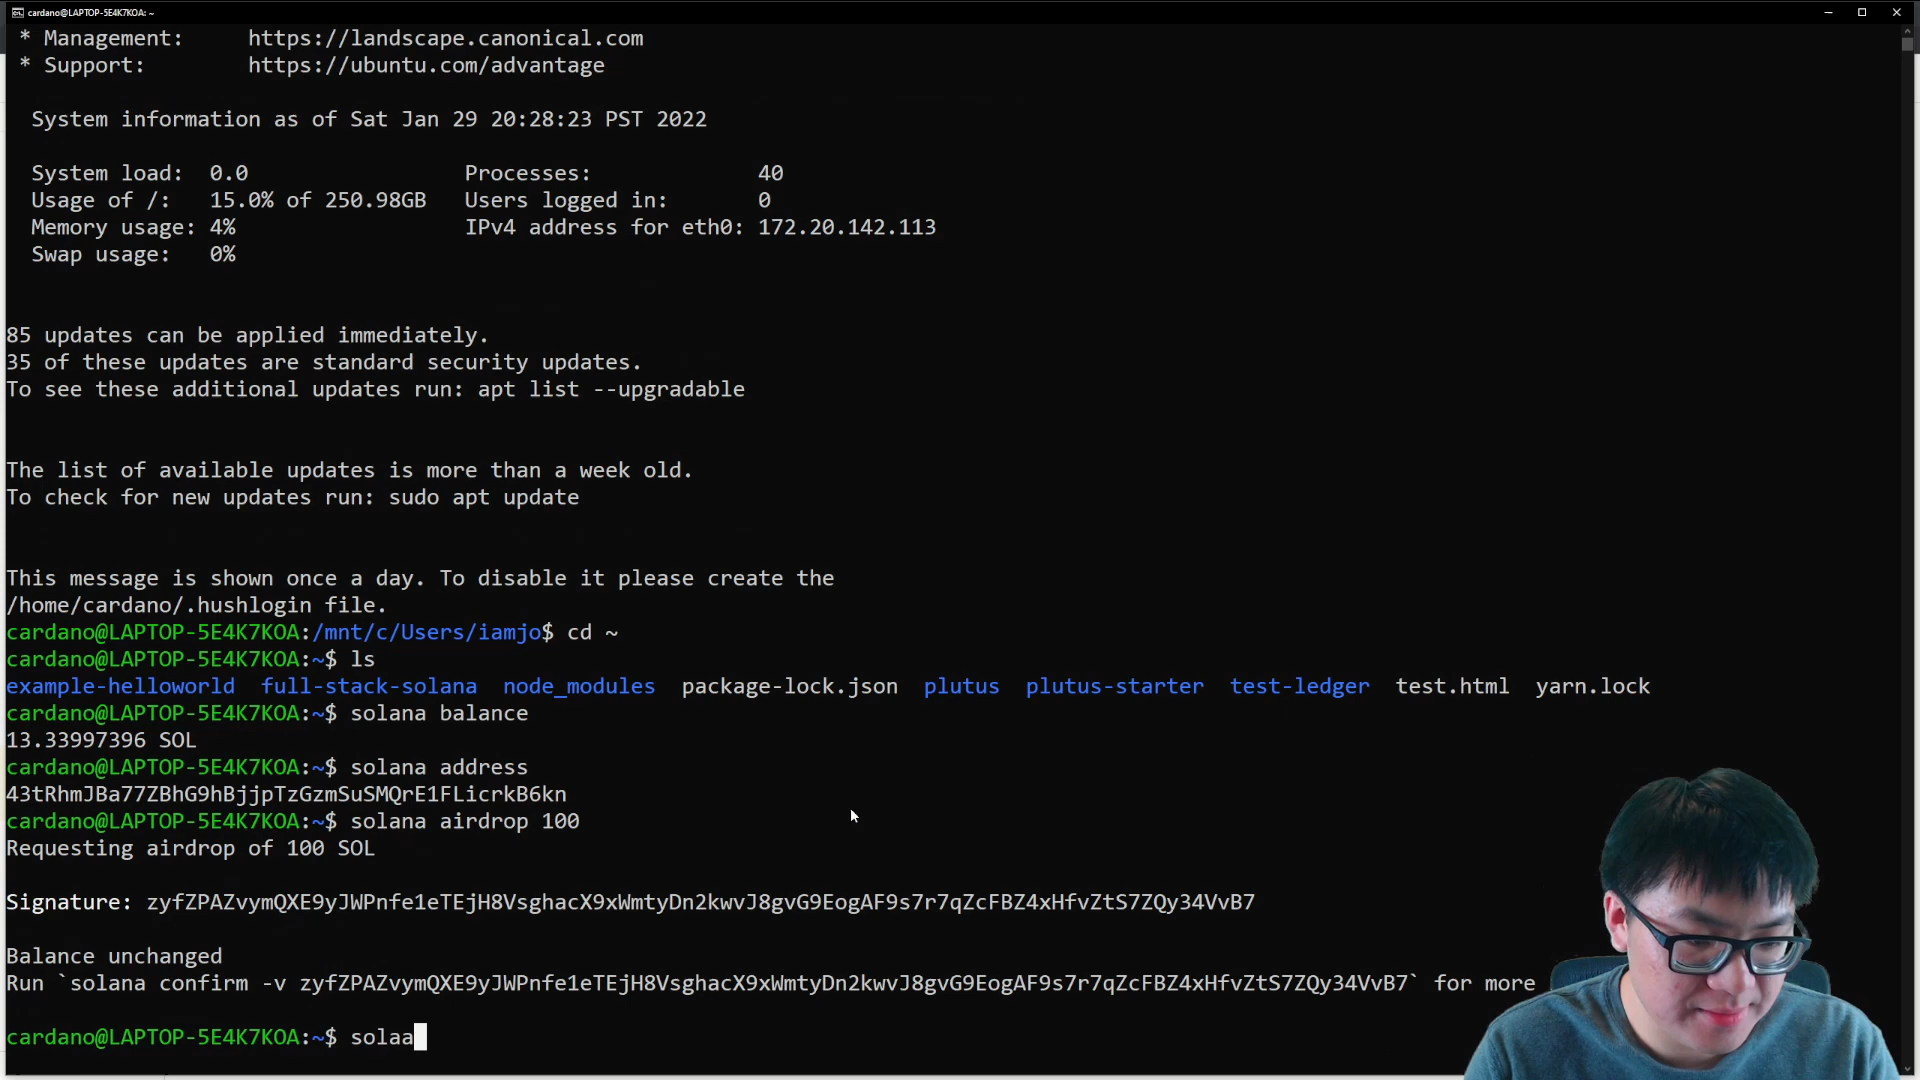 cardano@LAPTOP-5E4K7KOA: ~
* Management: https://landscape.canonical.com
* Support: https://ubuntu.com/advantage
System information as of Sat Jan 29 20:28:23 PST 2022
System load: 0.0 Processes: 40
Usage of /: 15.0% of 250.98GB Users logged in: 0
Memory usage: 4% IPv4 address for eth0: 172.20.142.113
Swap usage: 0%
85 updates can be applied immediately.
35 of these updates are standard security updates.
To see these additional updates run: apt list --upgradable
The list of available updates is more than a week old.
To check for new updates run: sudo apt update
This message is shown once a day. To disable it please create the
/home/cardano/.hushlogin file.
cardano@LAPTOP-5E4K7KOA:/mnt/c/Users/iamjo$ cd ~
cardano@LAPTOP-5E4K7KOA:~$ ls
example-helloworld full-stack-solana node_modules package-lock.json plutus plutus-starter test-ledger test.html yarn.lock
cardano@LAPTOP-5E4K7KOA:~$ solana balance
13.33997396 SOL
cardano@LAPTOP-5E4K7KOA:~$ solana address
43tRhmJBa77ZBhG9hBjjpTzGzmSuSMQrE1FLicrkB6kn
cardano@LAPTOP-5E4K7KOA:~$ solana airdrop 100
Requesting airdrop of 100 SOL
Signature: zyfZPAZvymQXE9yJWPnfe1eTEjH8VsghacX9xWmtyDn2kwvJ8gvG9EogAF9s7r7qZcFBZ4xHfvZtS7ZQy34VvB7
Balance unchanged
Run `solana confirm -v zyfZPAZvymQXE9yJWPnfe1eTEjH8VsghacX9xWmtyDn2kwvJ8gvG9EogAF9s7r7qZcFBZ4xHfvZtS7ZQy34VvB7` for more
cardano@LAPTOP-5E4K7KOA:~$ solaa